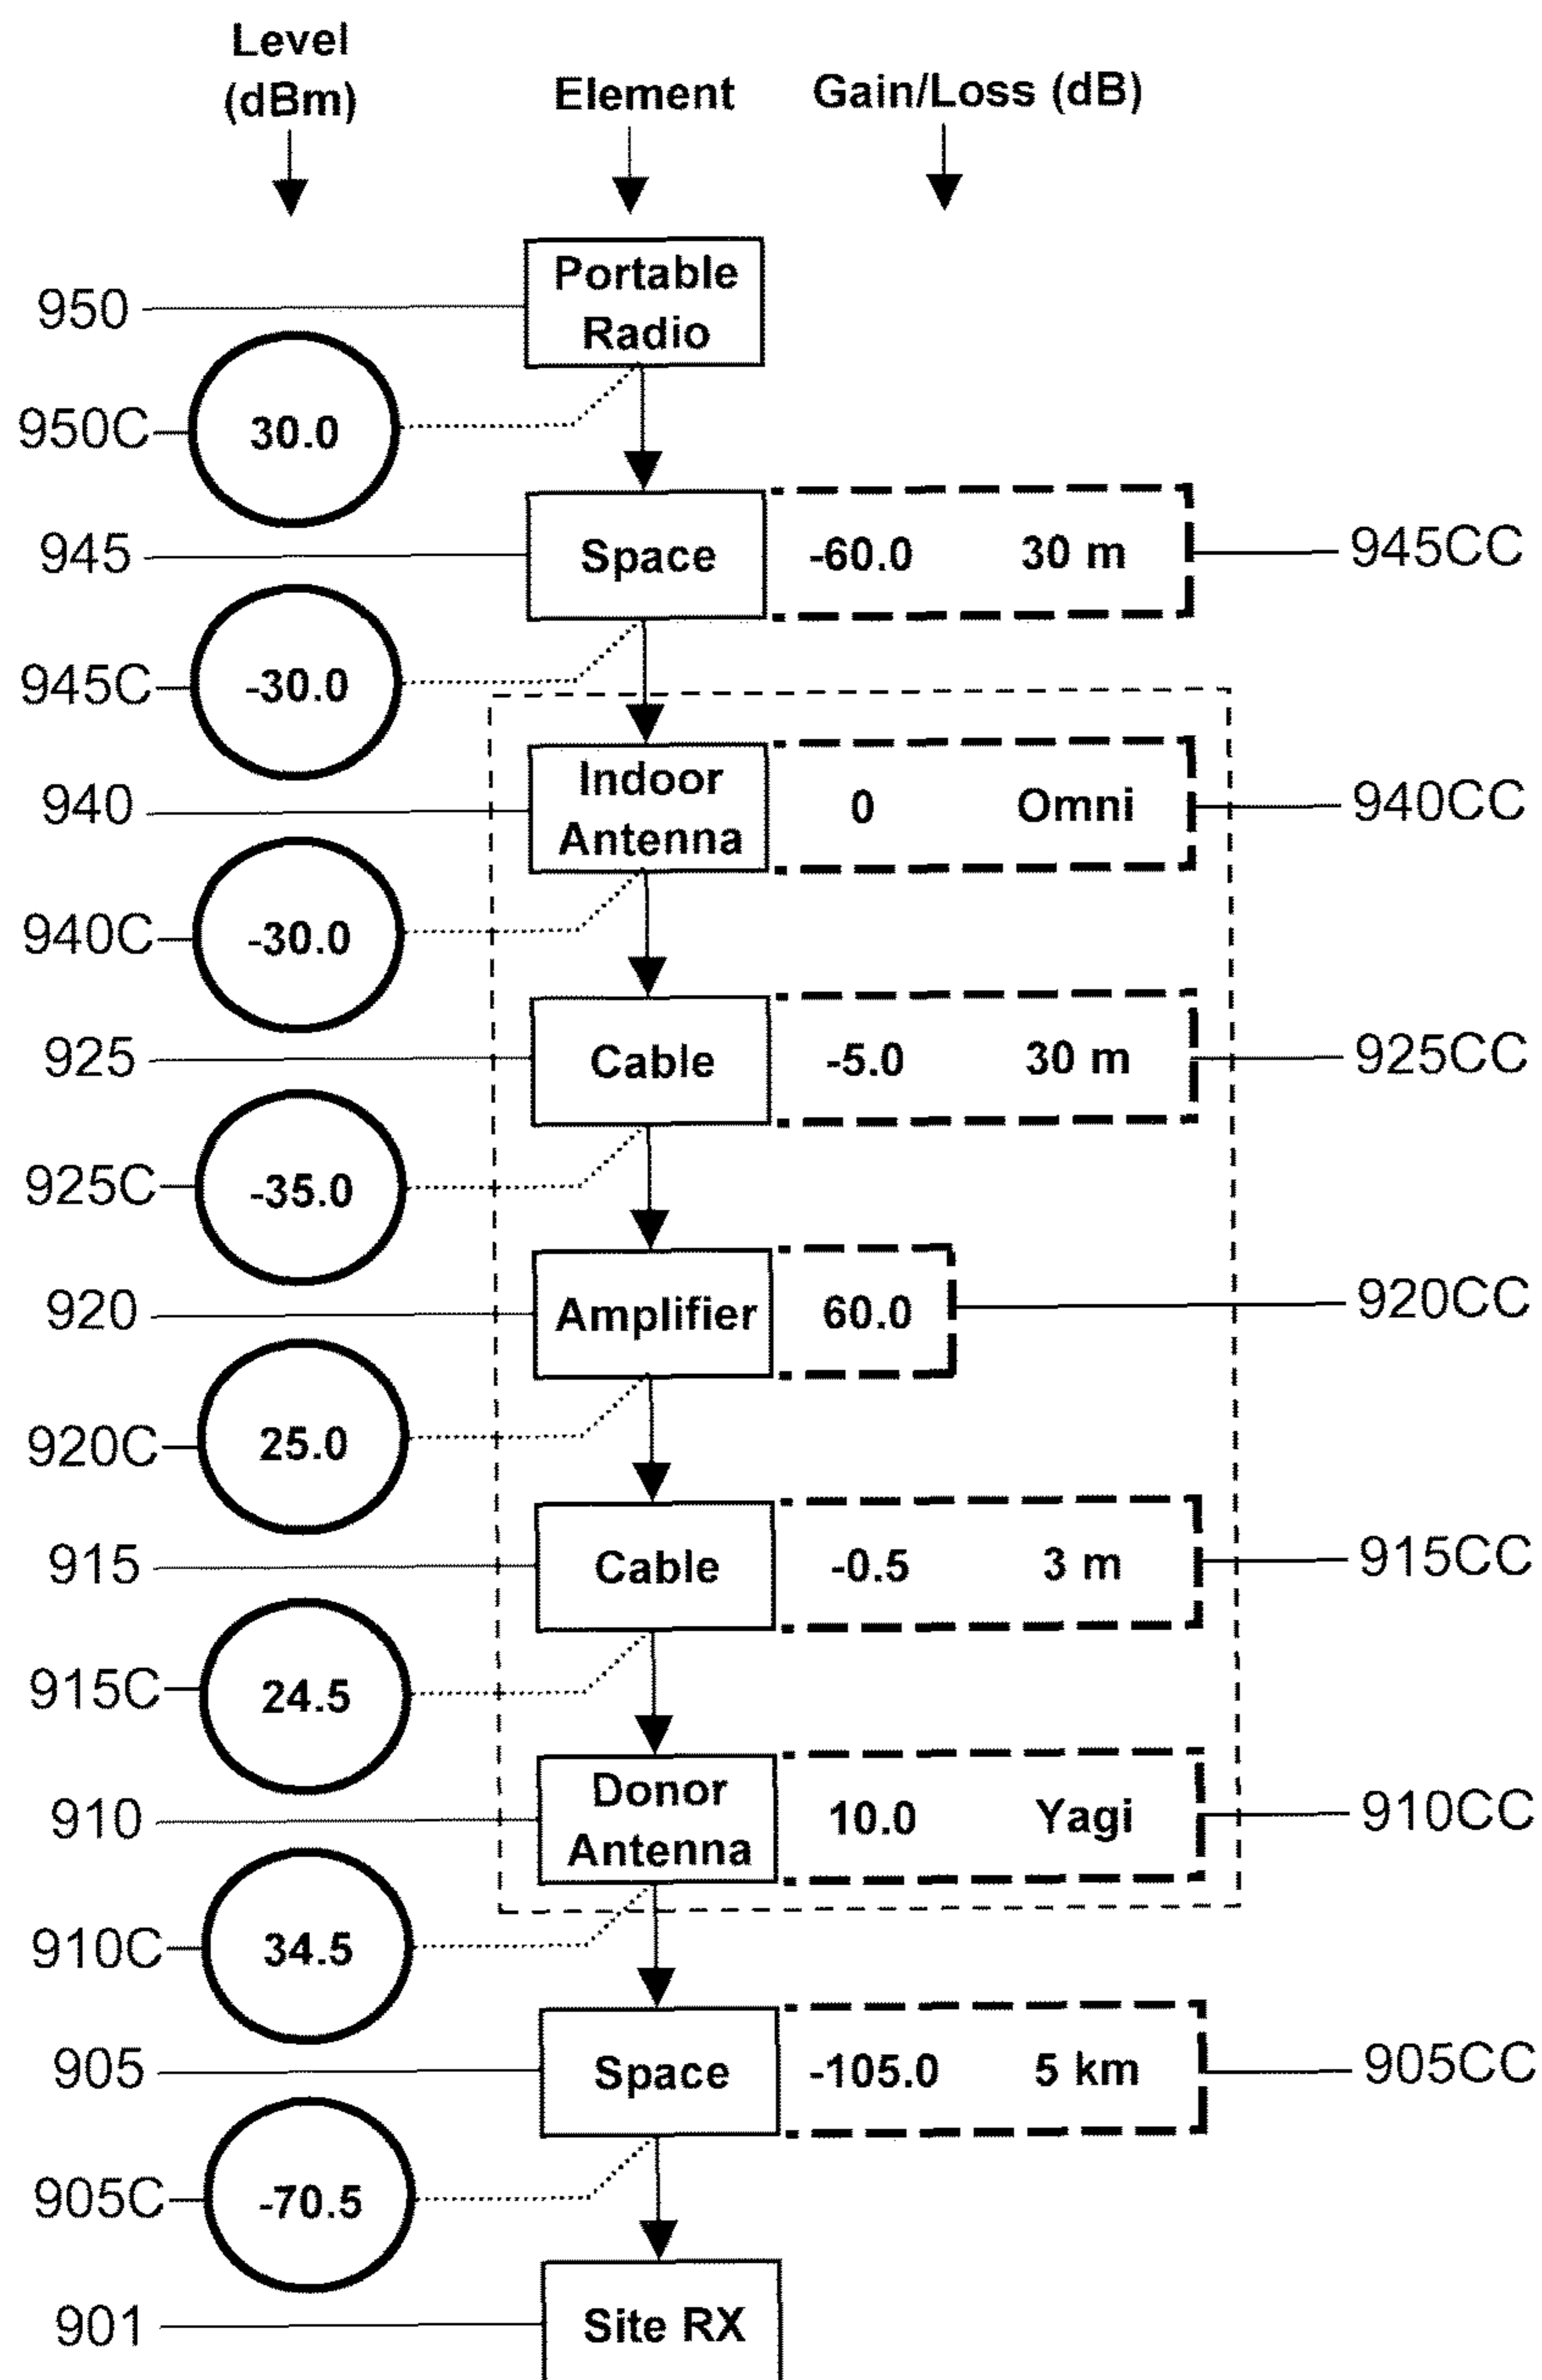 Level
(dBm)
Element
Gain/Loss (dB)
Portable
Radio
950
950C
30.0
945
Space
-60.0 30 m
945CC
945C
-30.0
940
Indoor
Antenna
0 Omni
940CC
940C
-30.0
925
Cable
-5.0 30 m
925CC
925C
-35.0
920
Amplifier
60.0
920CC
920C
25.0
915
Cable
-0.5 3 m
915CC
915C
24.5
910
Donor
Antenna
10.0 Yagi
910CC
910C
34.5
905
Space
-105.0 5 km
905CC
905C
-70.5
901
Site RX